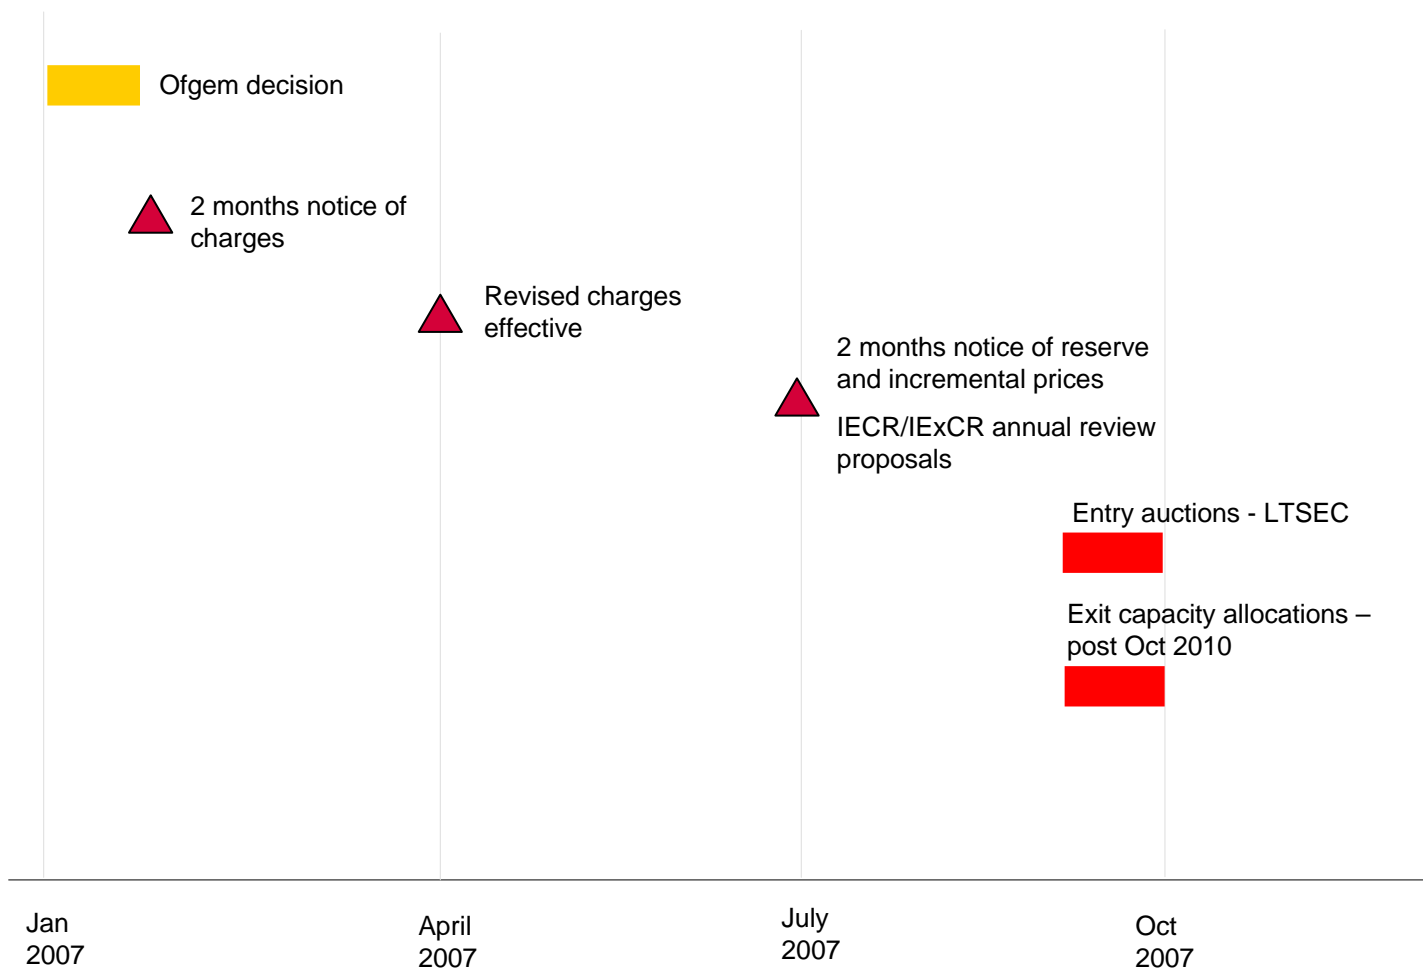 Ofgem decision
2 months notice of
charges
Revised charges
effective
2 months notice of reserve
and incremental prices
IECR/IExCR annual review
proposals
Entry auctions - LTSEC
Exit capacity allocations –
post Oct 2010
Jan
2007
April
2007
July
2007
Oct
2007